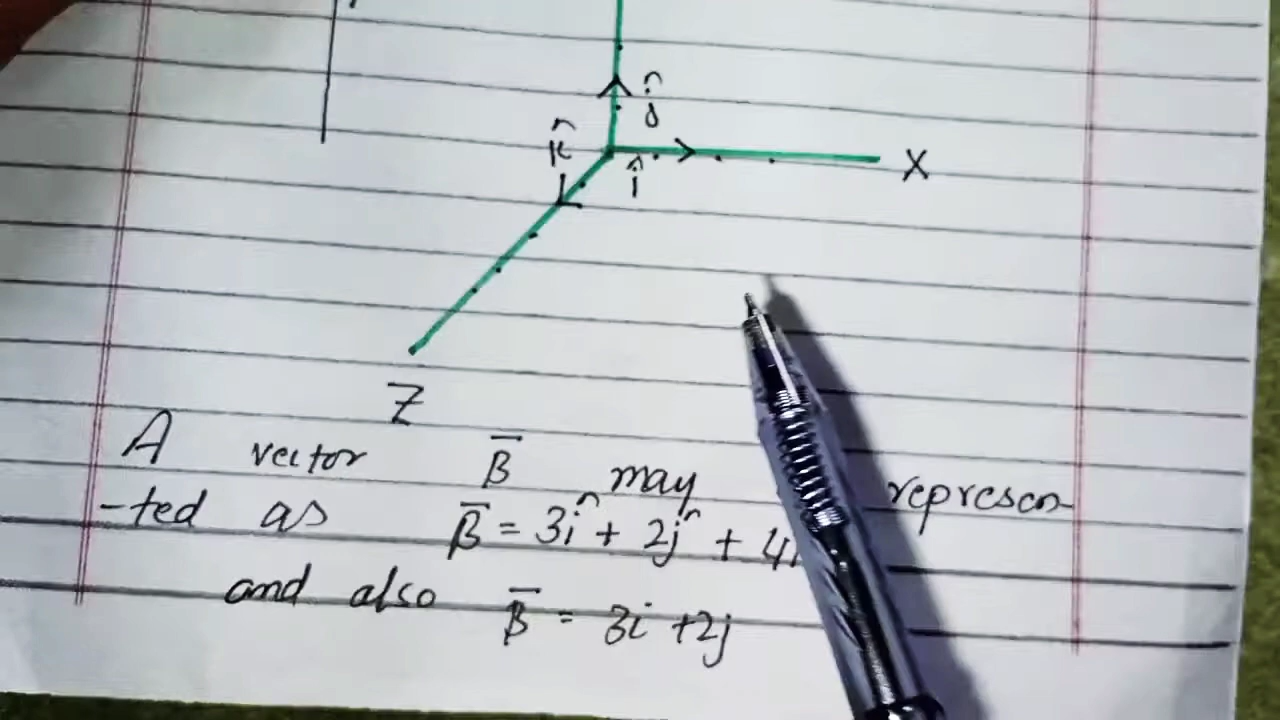 ĵ
k̂
î
X
Z
A vector B̅ may represen-
-ted as B̅ = 3î + 2ĵ + 4
and also B̅ = 3i + 2j